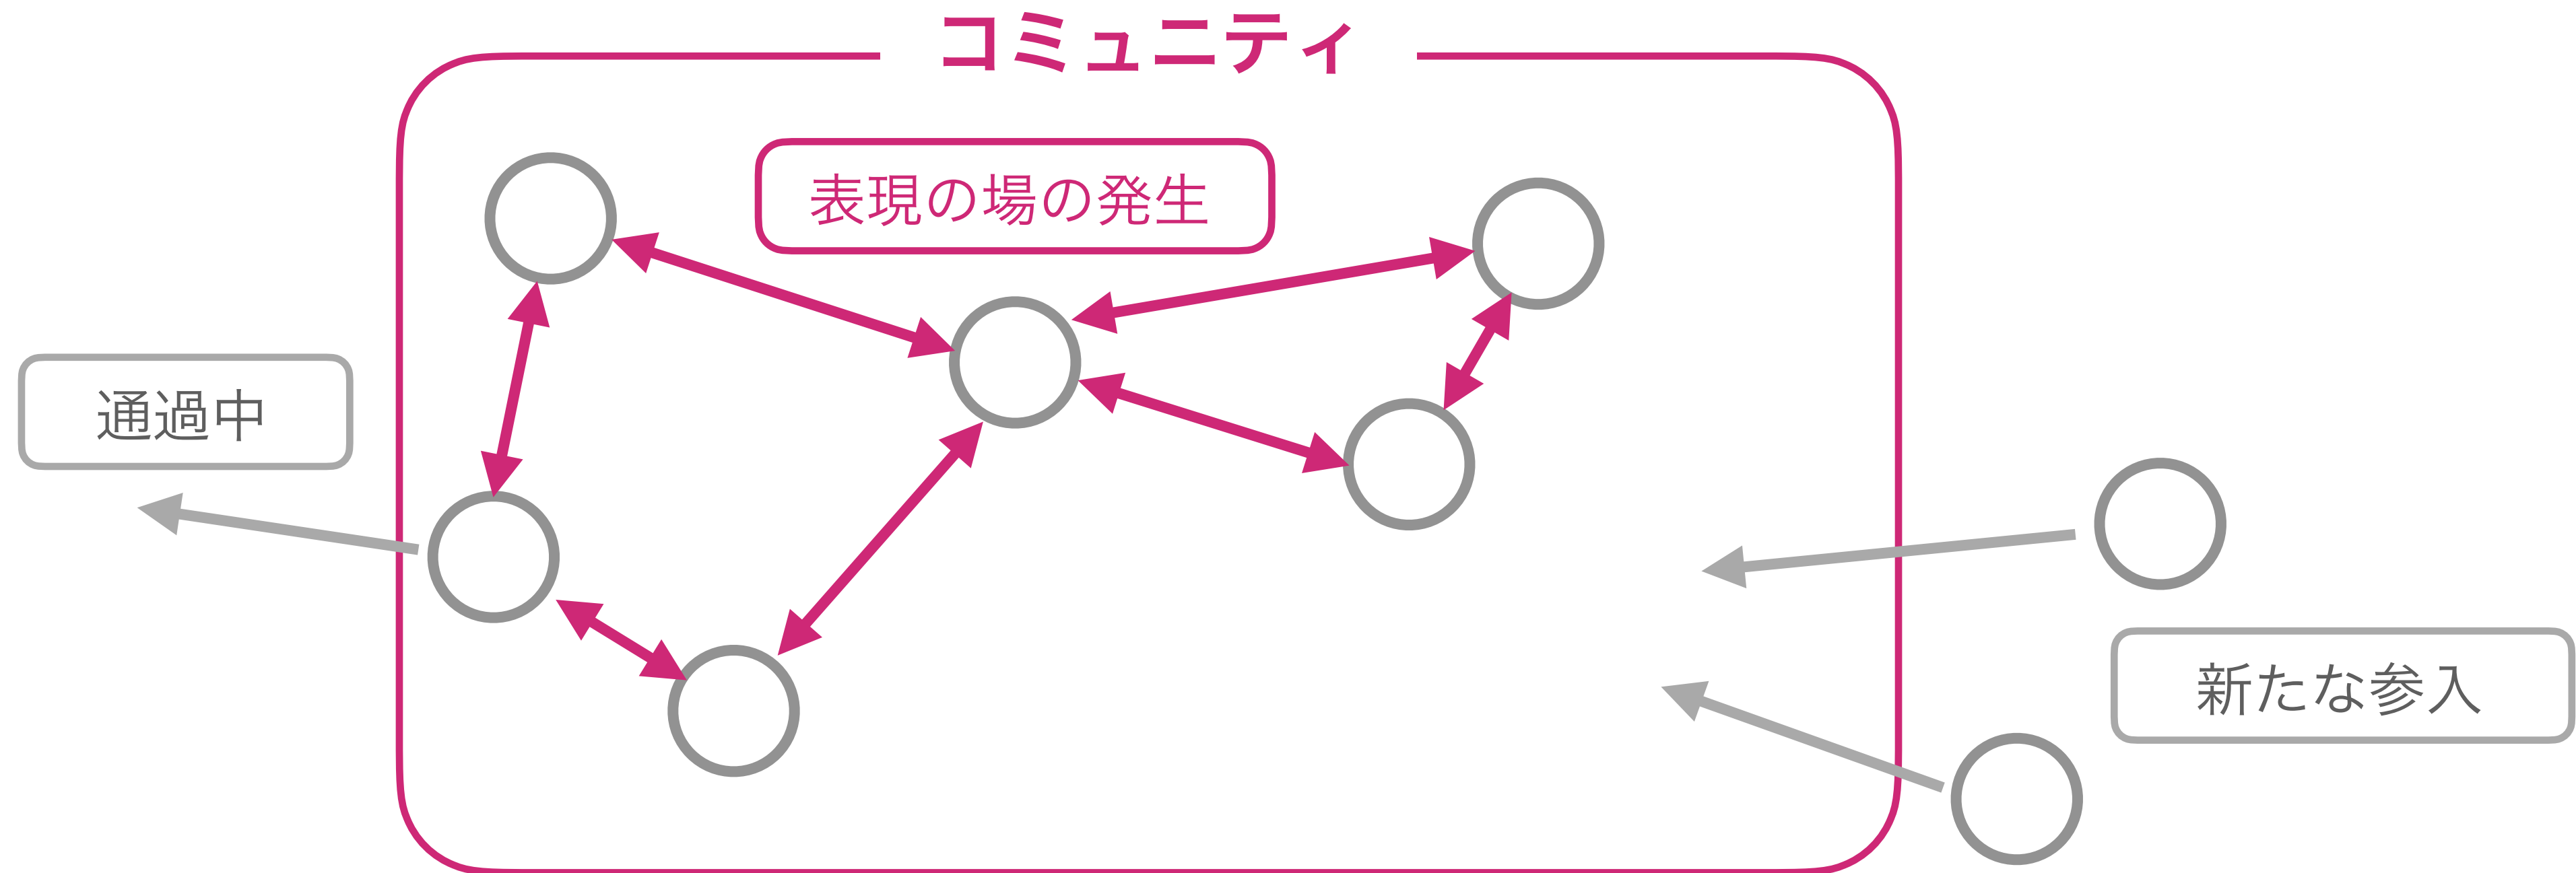 コミュニティ
表現の場の発生
通過中
新たな参入